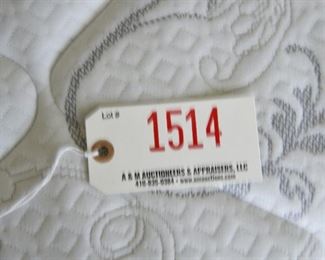 Lot #
1514
A & M AUCTIONEERS & APPRAISERS, LLC